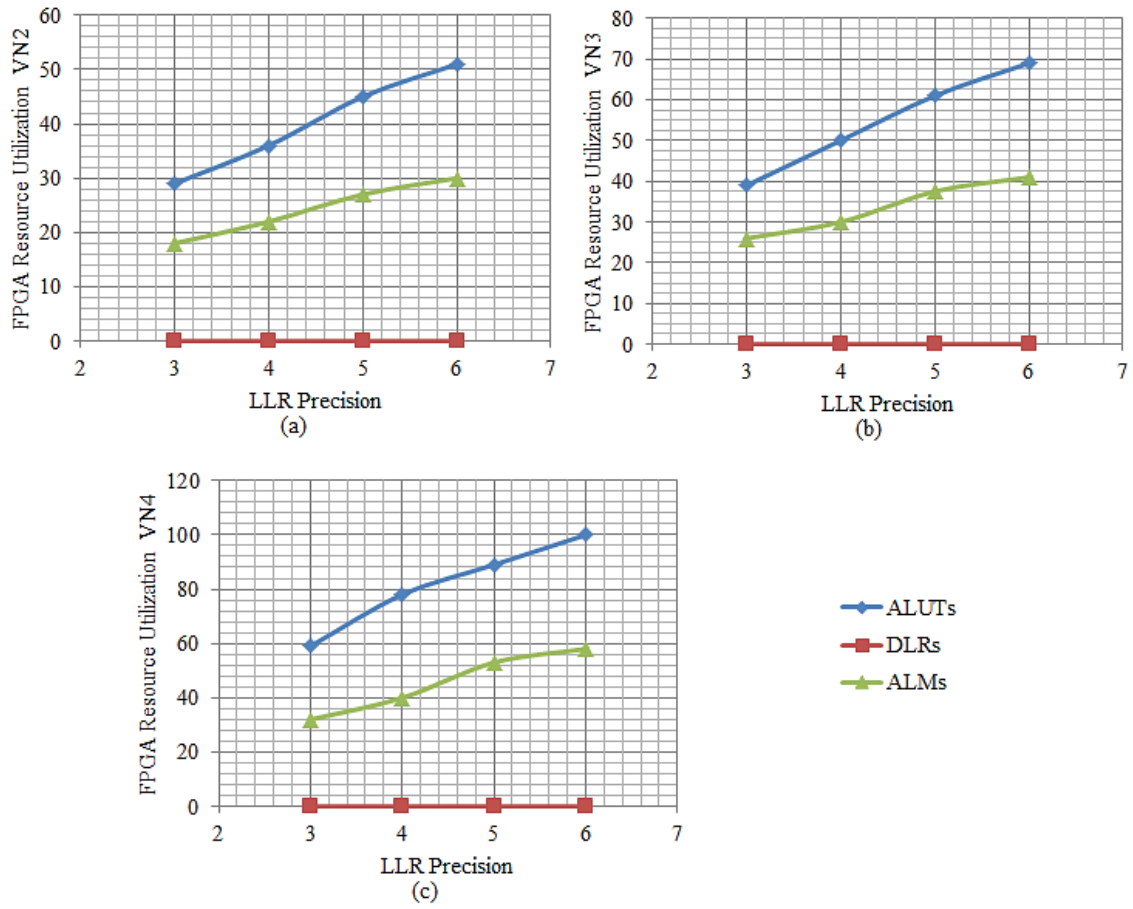 FPGA Resource Utilization VN2
60
50
40
30
20
10
0
2 3 4 5 6 7
LLR Precision
(a)
FPGA Resource Utilization VN3
80
70
60
50
40
30
20
10
0
2 3 4 5 6 7
LLR Precision
(b)
FPGA Resource Utilization VN4
120
100
80
60
40
20
0
2 3 4 5 6 7
LLR Precision
(c)
ALUTs
DLRs
ALMs